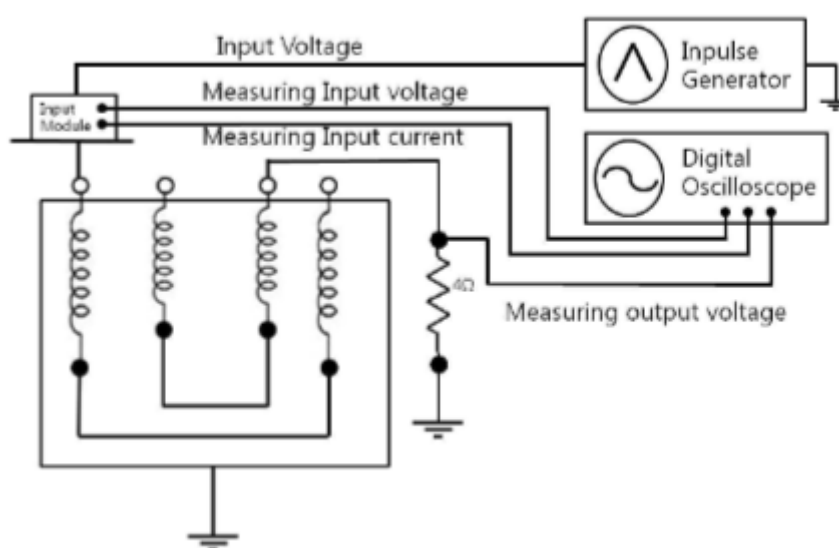 Input Voltage
Inpulse
Generator
Input
Module
Measuring Input voltage
Measuring Input current
Digital
Oscilloscope
4Ω
Measuring output voltage